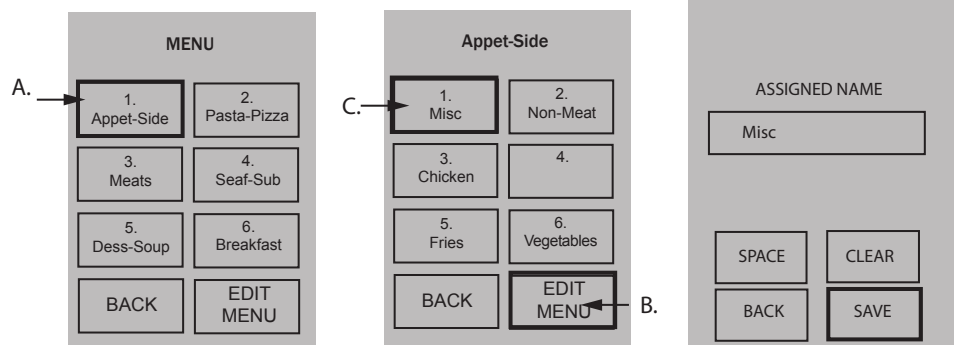 MENU
A.
1.
Appet-Side
2.
Pasta-Pizza
3.
Meats
4.
Seaf-Sub
5.
Dess-Soup
6.
Breakfast
BACK
EDIT
MENU
Appet-Side
C.
1.
Misc
2.
Non-Meat
3.
Chicken
4.
5.
Fries
6.
Vegetables
BACK
EDIT
MENU
B.
ASSIGNED NAME
Misc
SPACE
CLEAR
BACK
SAVE